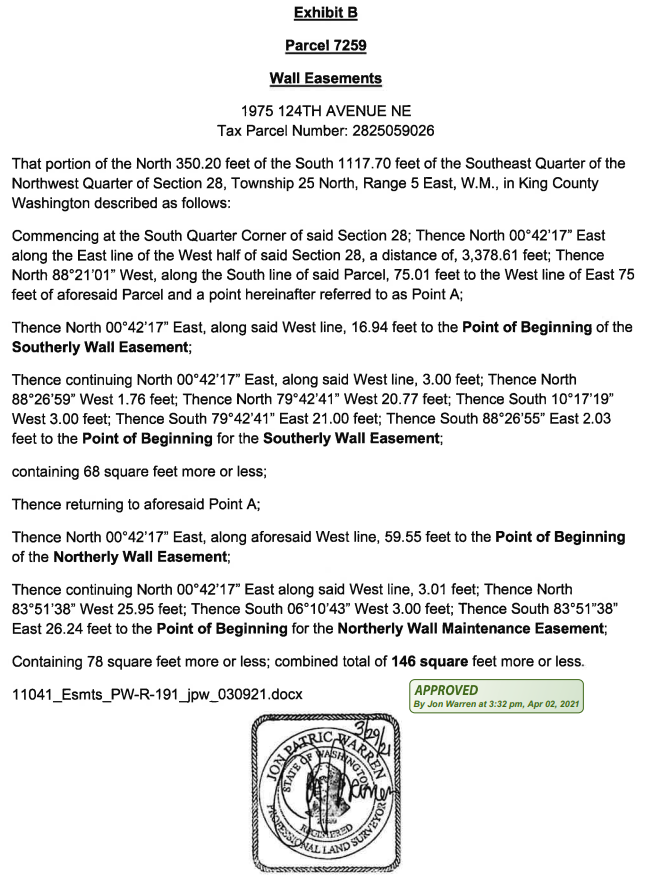 Exhibit B
Parcel 7259
Wall Easements
1975 124TH AVENUE NE
Tax Parcel Number: 2825059026
That portion of the North 350.20 feet of the South 1117.70 feet of the Southeast Quarter of the
Northwest Quarter of Section 28, Township 25 North, Range 5 East, W.M., in King County
Washington described as follows:
Commencing at the South Quarter Corner of said Section 28; Thence North 00°42'17" East
along the East line of the West half of said Section 28, a distance of, 3,378.61 feet; Thence
North 88°21'01" West, along the South line of said Parcel, 75.01 feet to the West line of East 75
feet of aforesaid Parcel and a point hereinafter referred to as Point A;
Thence North 00°42'17" East, along said West line, 16.94 feet to the Point of Beginning of the
Southerly Wall Easement;
Thence continuing North 00°42'17" East, along said West line, 3.00 feet; Thence North
88°26'59" West 1.76 feet; Thence North 79°42'41" West 20.77 feet; Thence South 10°17'19"
West 3.00 feet; Thence South 79°42'41" East 21.00 feet; Thence South 88°26'55" East 2.03
feet to the Point of Beginning for the Southerly Wall Easement;
containing 68 square feet more or less;
Thence returning to aforesaid Point A;
Thence North 00°42'17" East, along aforesaid West line, 59.55 feet to the Point of Beginning
of the Northerly Wall Easement;
Thence continuing North 00°42'17" East along said West line, 3.01 feet; Thence North
83°51'38" West 25.95 feet; Thence South 06°10'43" West 3.00 feet; Thence South 83°51"38"
East 26.24 feet to the Point of Beginning for the Northerly Wall Maintenance Easement;
Containing 78 square feet more or less; combined total of 146 square feet more or less.
11041_Esmts_PW-R-191_jpw_030921.docx
APPROVED
By Jon Warren at 3:32 pm, Apr 02, 2021
3/29/21
JON PATRIC WARREN
STATE OF WASHINGTON
REGISTERED
PROFESSIONAL LAND SURVEYOR